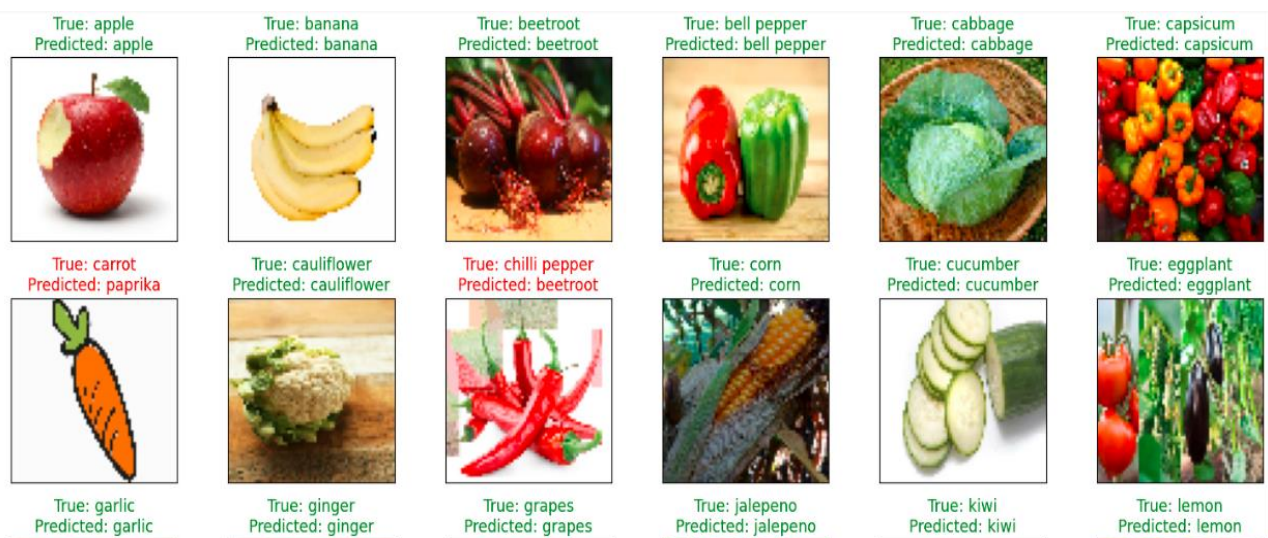 True: apple
Predicted: apple
True: banana
Predicted: banana
True: beetroot
Predicted: beetroot
True: bell pepper
Predicted: bell pepper
True: cabbage
Predicted: cabbage
True: capsicum
Predicted: capsicum
True: carrot
Predicted: paprika
True: cauliflower
Predicted: cauliflower
True: chilli pepper
Predicted: beetroot
True: corn
Predicted: corn
True: cucumber
Predicted: cucumber
True: eggplant
Predicted: eggplant
True: garlic
Predicted: garlic
True: ginger
Predicted: ginger
True: grapes
Predicted: grapes
True: jalepeno
Predicted: jalepeno
True: kiwi
Predicted: kiwi
True: lemon
Predicted: lemon